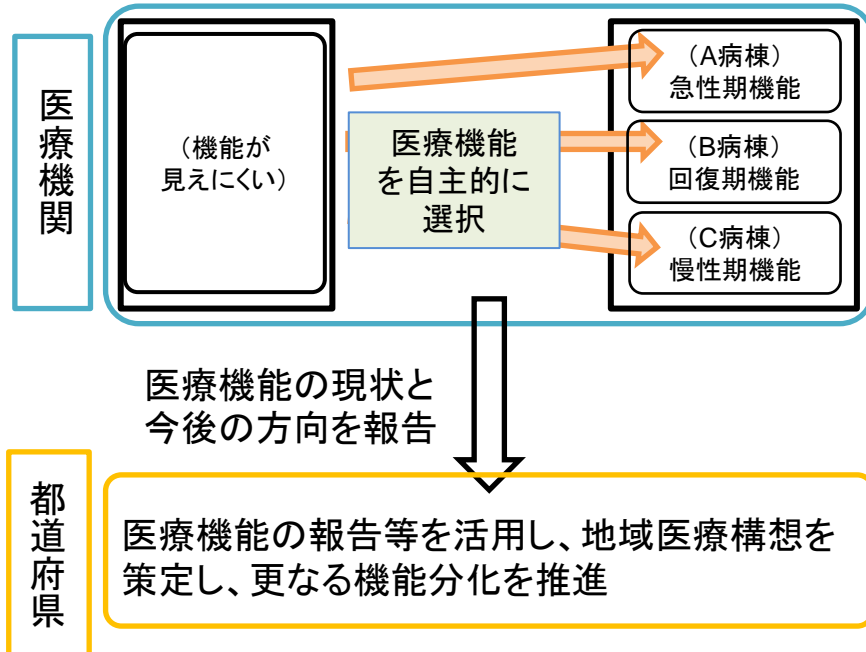 医療機関
（機能が
見えにくい）
医療機能
を自主的に
選択
（A病棟）
急性期機能
（B病棟）
回復期機能
（C病棟）
慢性期機能
医療機能の現状と
今後の方向を報告
都道府県
医療機能の報告等を活用し、地域医療構想を
策定し、更なる機能分化を推進